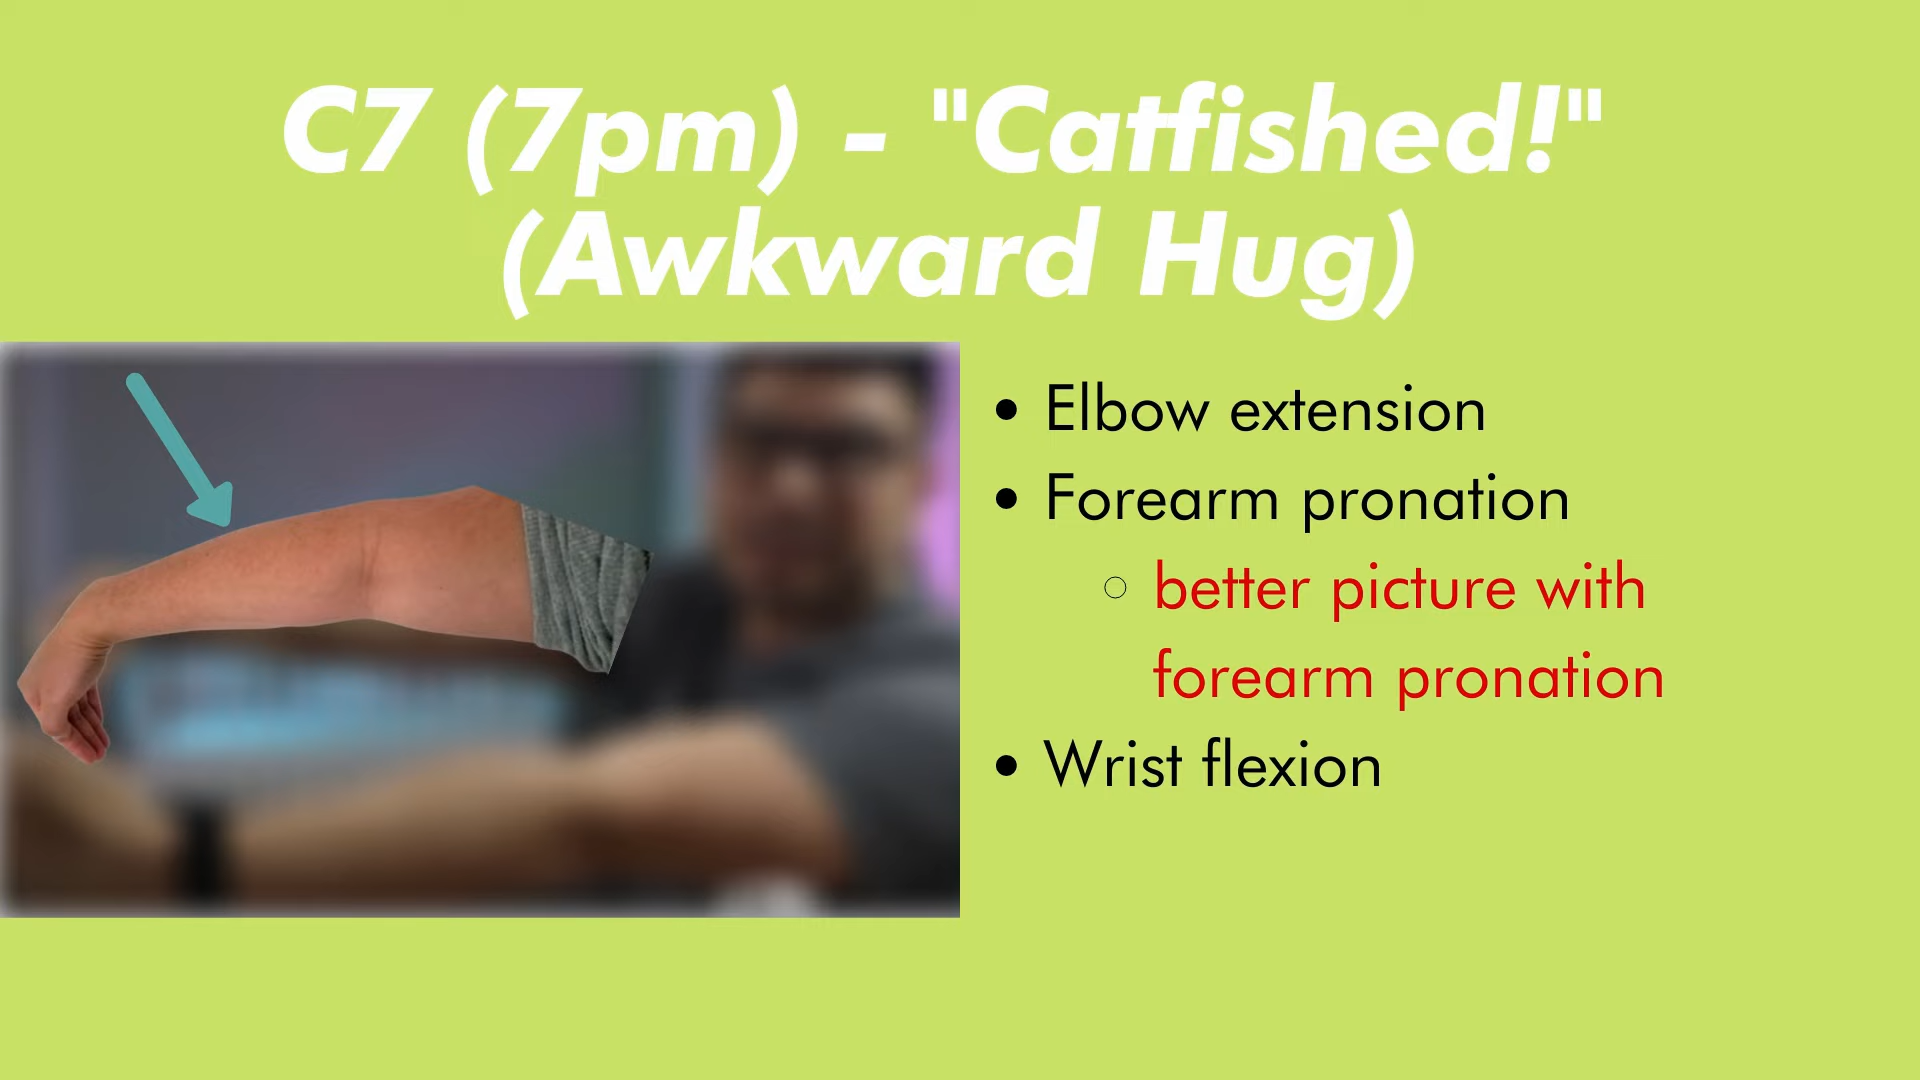 C7 (7pm) - "Catfished!"
(Awkward Hug)
• Elbow extension
• Forearm pronation
○ better picture with
forearm pronation
• Wrist flexion